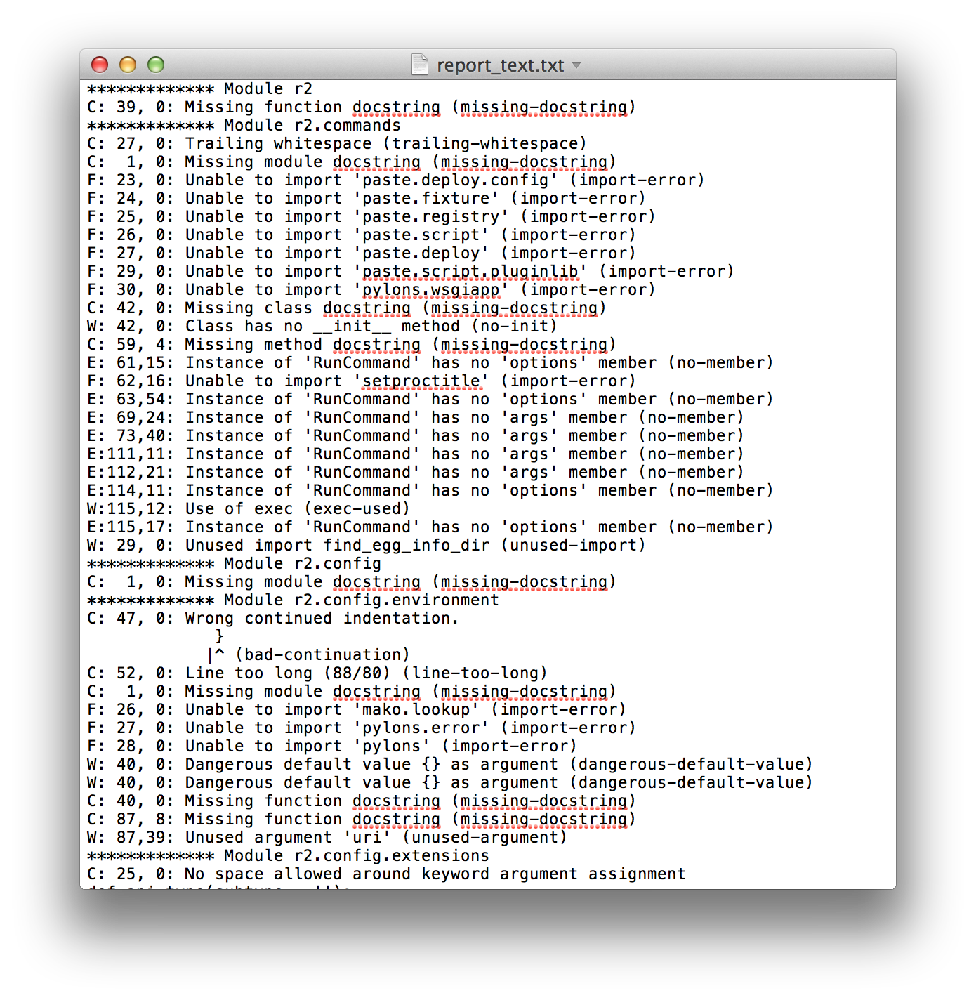 report_text.txt
************* Module r2
C: 39, 0: Missing function docstring (missing-docstring)
************* Module r2.commands
C: 27, 0: Trailing whitespace (trailing-whitespace)
C:  1, 0: Missing module docstring (missing-docstring)
F: 23, 0: Unable to import 'paste.deploy.config' (import-error)
F: 24, 0: Unable to import 'paste.fixture' (import-error)
F: 25, 0: Unable to import 'paste.registry' (import-error)
F: 26, 0: Unable to import 'paste.script' (import-error)
F: 27, 0: Unable to import 'paste.deploy' (import-error)
F: 29, 0: Unable to import 'paste.script.pluginlib' (import-error)
F: 30, 0: Unable to import 'pylons.wsgiapp' (import-error)
C: 42, 0: Missing class docstring (missing-docstring)
W: 42, 0: Class has no __init__ method (no-init)
C: 59, 4: Missing method docstring (missing-docstring)
E: 61,15: Instance of 'RunCommand' has no 'options' member (no-member)
F: 62,16: Unable to import 'setproctitle' (import-error)
E: 63,54: Instance of 'RunCommand' has no 'options' member (no-member)
E: 69,24: Instance of 'RunCommand' has no 'args' member (no-member)
E: 73,40: Instance of 'RunCommand' has no 'args' member (no-member)
E:111,11: Instance of 'RunCommand' has no 'args' member (no-member)
E:112,21: Instance of 'RunCommand' has no 'args' member (no-member)
E:114,11: Instance of 'RunCommand' has no 'options' member (no-member)
W:115,12: Use of exec (exec-used)
E:115,17: Instance of 'RunCommand' has no 'options' member (no-member)
W: 29, 0: Unused import find_egg_info_dir (unused-import)
************* Module r2.config
C:  1, 0: Missing module docstring (missing-docstring)
************* Module r2.config.environment
C: 47, 0: Wrong continued indentation.
             }
            |^ (bad-continuation)
C: 52, 0: Line too long (88/80) (line-too-long)
C:  1, 0: Missing module docstring (missing-docstring)
F: 26, 0: Unable to import 'mako.lookup' (import-error)
F: 27, 0: Unable to import 'pylons.error' (import-error)
F: 28, 0: Unable to import 'pylons' (import-error)
W: 40, 0: Dangerous default value {} as argument (dangerous-default-value)
W: 40, 0: Dangerous default value {} as argument (dangerous-default-value)
C: 40, 0: Missing function docstring (missing-docstring)
C: 87, 8: Missing function docstring (missing-docstring)
W: 87,39: Unused argument 'uri' (unused-argument)
************* Module r2.config.extensions
C: 25, 0: No space allowed around keyword argument assignment